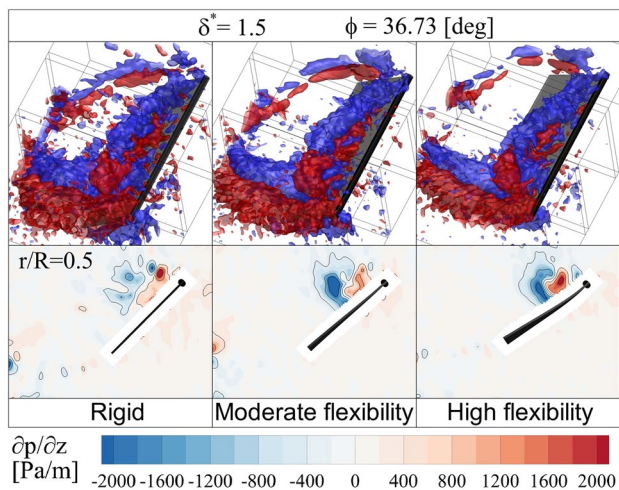 δ* = 1.5 ϕ = 36.73 [deg]
r/R=0.5
Rigid Moderate flexibility High flexibility
∂p/∂z
[Pa/m]
-2000 -1600 -1200 -800 -400 0 400 800 1200 1600 2000